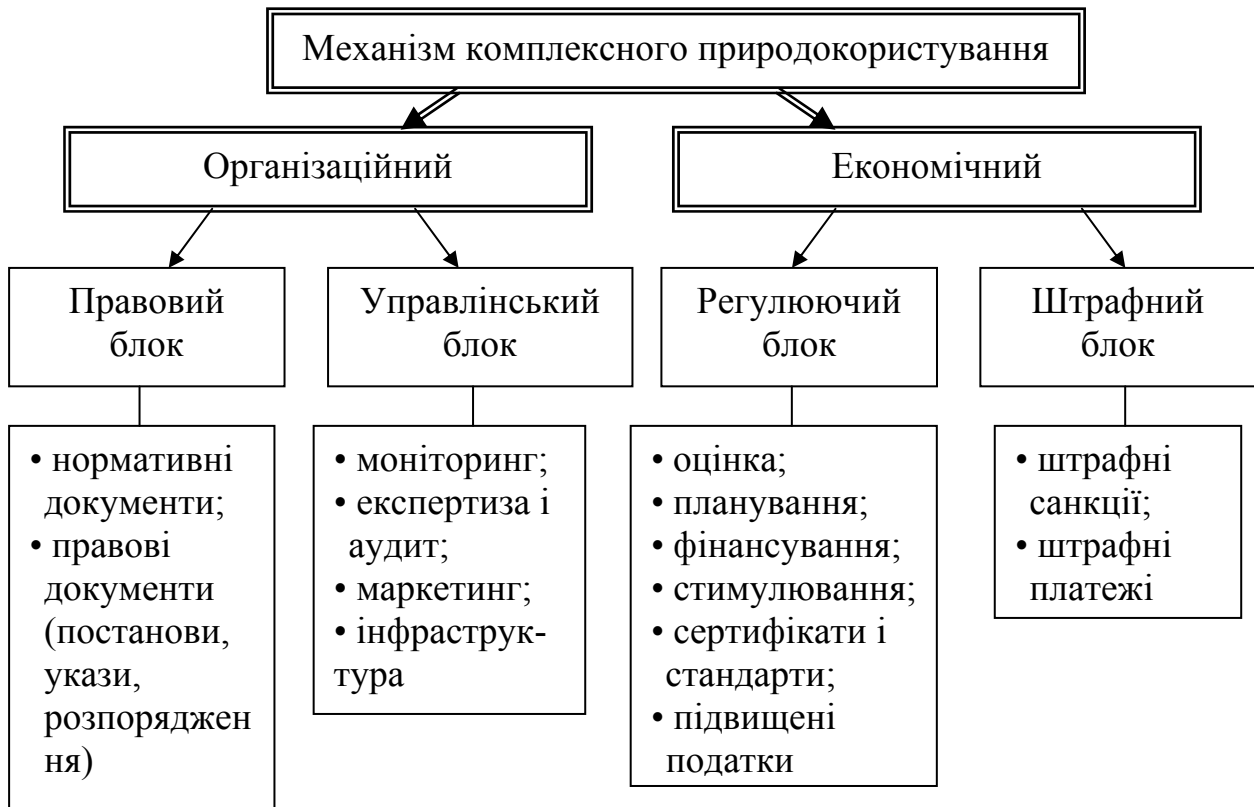 Механізм комплексного природокористування
Організаційний
Економічний
Правовий
блок
Управлінський
блок
Регулюючий
блок
Штрафний
блок
• нормативні
документи;
• правові
документи
(постанови,
укази,
розпоряджен
ня)
• моніторинг;
• експертиза і
аудит;
• маркетинг;
• інфраструк-
тура
• оцінка;
• планування;
• фінансування;
• стимулювання;
• сертифікати і
стандарти;
• підвищені
податки
• штрафні
санкції;
• штрафні
платежі